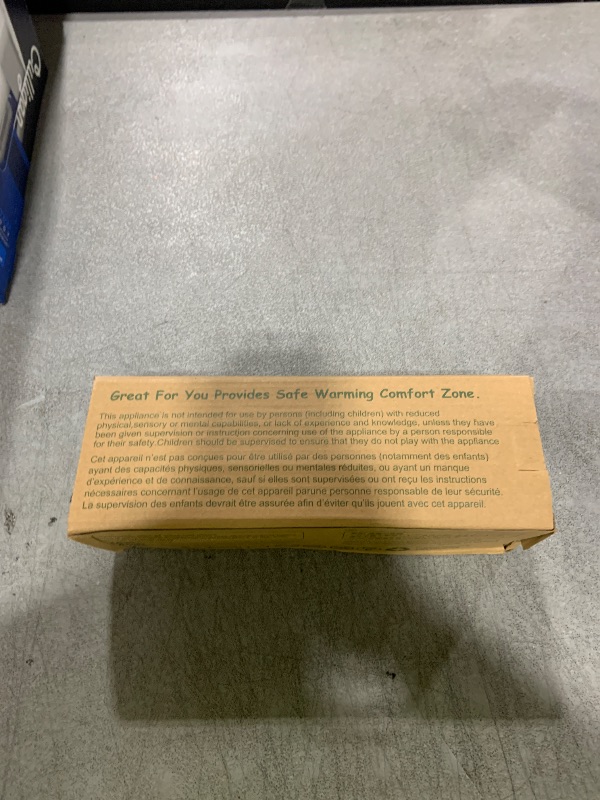 Culligan
Great For You Provides Safe Warming Comfort Zone.
This appliance is not intended for use by persons (including children) with reduced
physical,sensory or mental capabilities, or lack of experience and knowledge, unless they have
been given supervision or instruction concerning use of the appliance by a person responsible
for their safety.Children should be supervised to ensure that they do not play with the appliance
Cet appareil n'est pas conçues pour être utilisé par des personnes (notamment des enfants)
ayant des capacités physiques, sensorielles ou mentales réduites, ou ayant un manque
d'expérience et de connaissance, sauf si elles sont supervisées ou ont reçu les instructions
nécessaires concernant l'usage de cet appareil parune personne responsable de leur sécurité.
La supervision des enfants devrait être assurée afin d'éviter qu'ils jouent avec cet appareil.